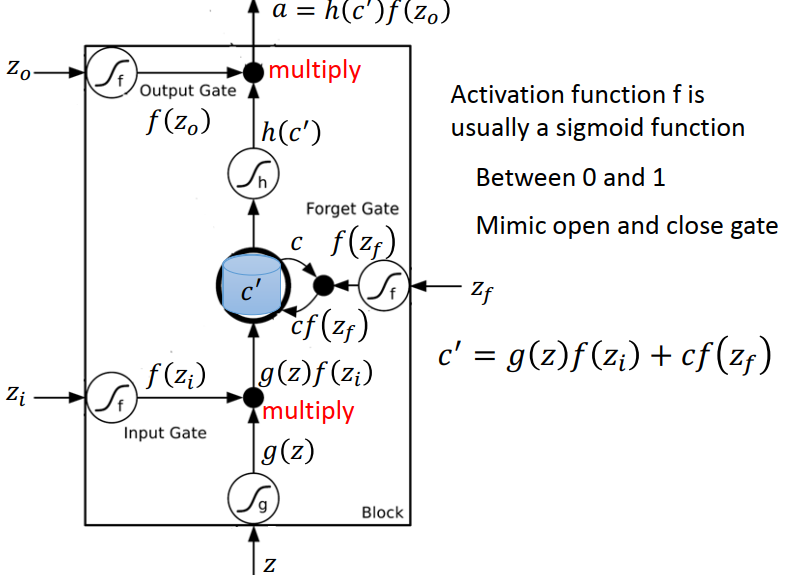 a = h(c′)f(z_o)
z_o
f
multiply
Output Gate
f(z_o)
h(c′)
h
Forget Gate
c f(z_f)
c′
f
z_f
cf(z_f)
z_i
f
f(z_i)
g(z)f(z_i)
multiply
Input Gate
g(z)
g
Block
z
Activation function f is
usually a sigmoid function
Between 0 and 1
Mimic open and close gate
c′ = g(z)f(z_i) + cf(z_f)